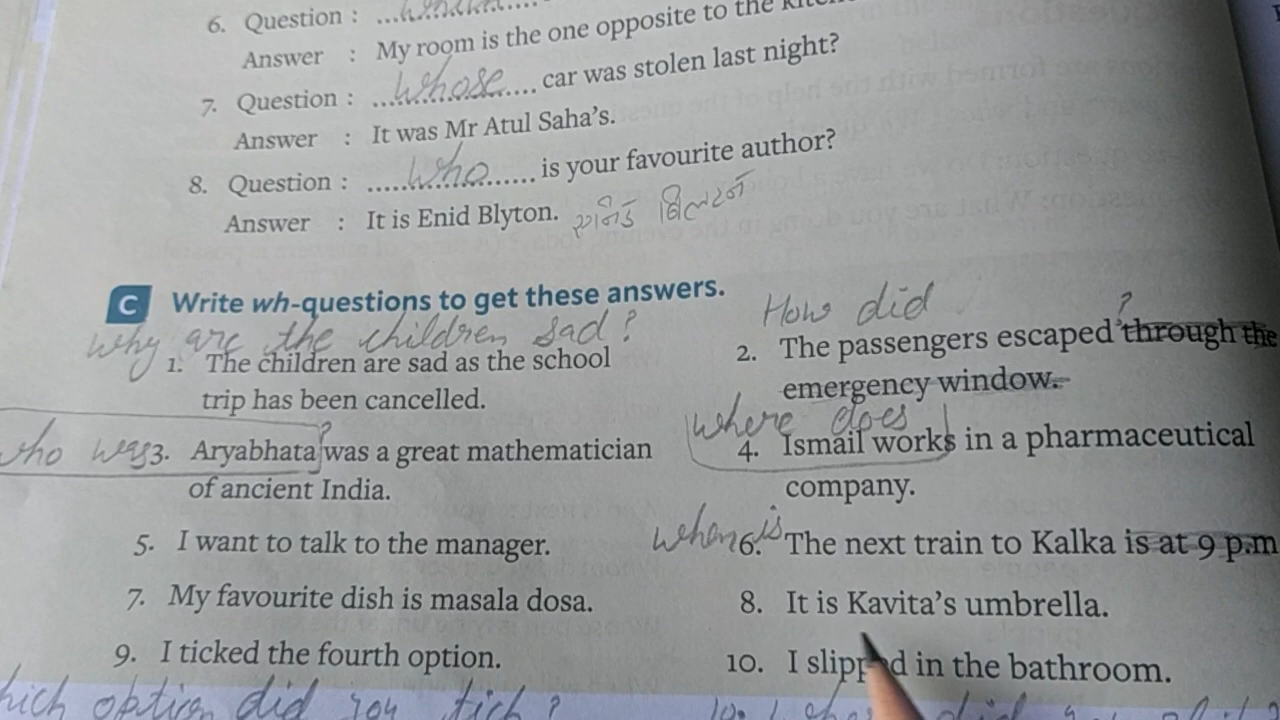 6. Question :
Answer : My room is the one opposite to the
7. Question : Whose car was stolen last night?
Answer : It was Mr Atul Saha's.
8. Question : Who is your favourite author?
Answer : It is Enid Blyton.
C Write wh-questions to get these answers.
Why are the children sad?
1. The children are sad as the school
trip has been cancelled.
How did ?
2. The passengers escaped through the
emergency window.
who was ?
3. Aryabhata was a great mathematician
of ancient India.
where does
4. Ismail works in a pharmaceutical
company.
5. I want to talk to the manager.
when is
6. The next train to Kalka is at 9 p.m
7. My favourite dish is masala dosa.
8. It is Kavita's umbrella.
9. I ticked the fourth option.
10. I slipped in the bathroom.
option did you tick?
10. did